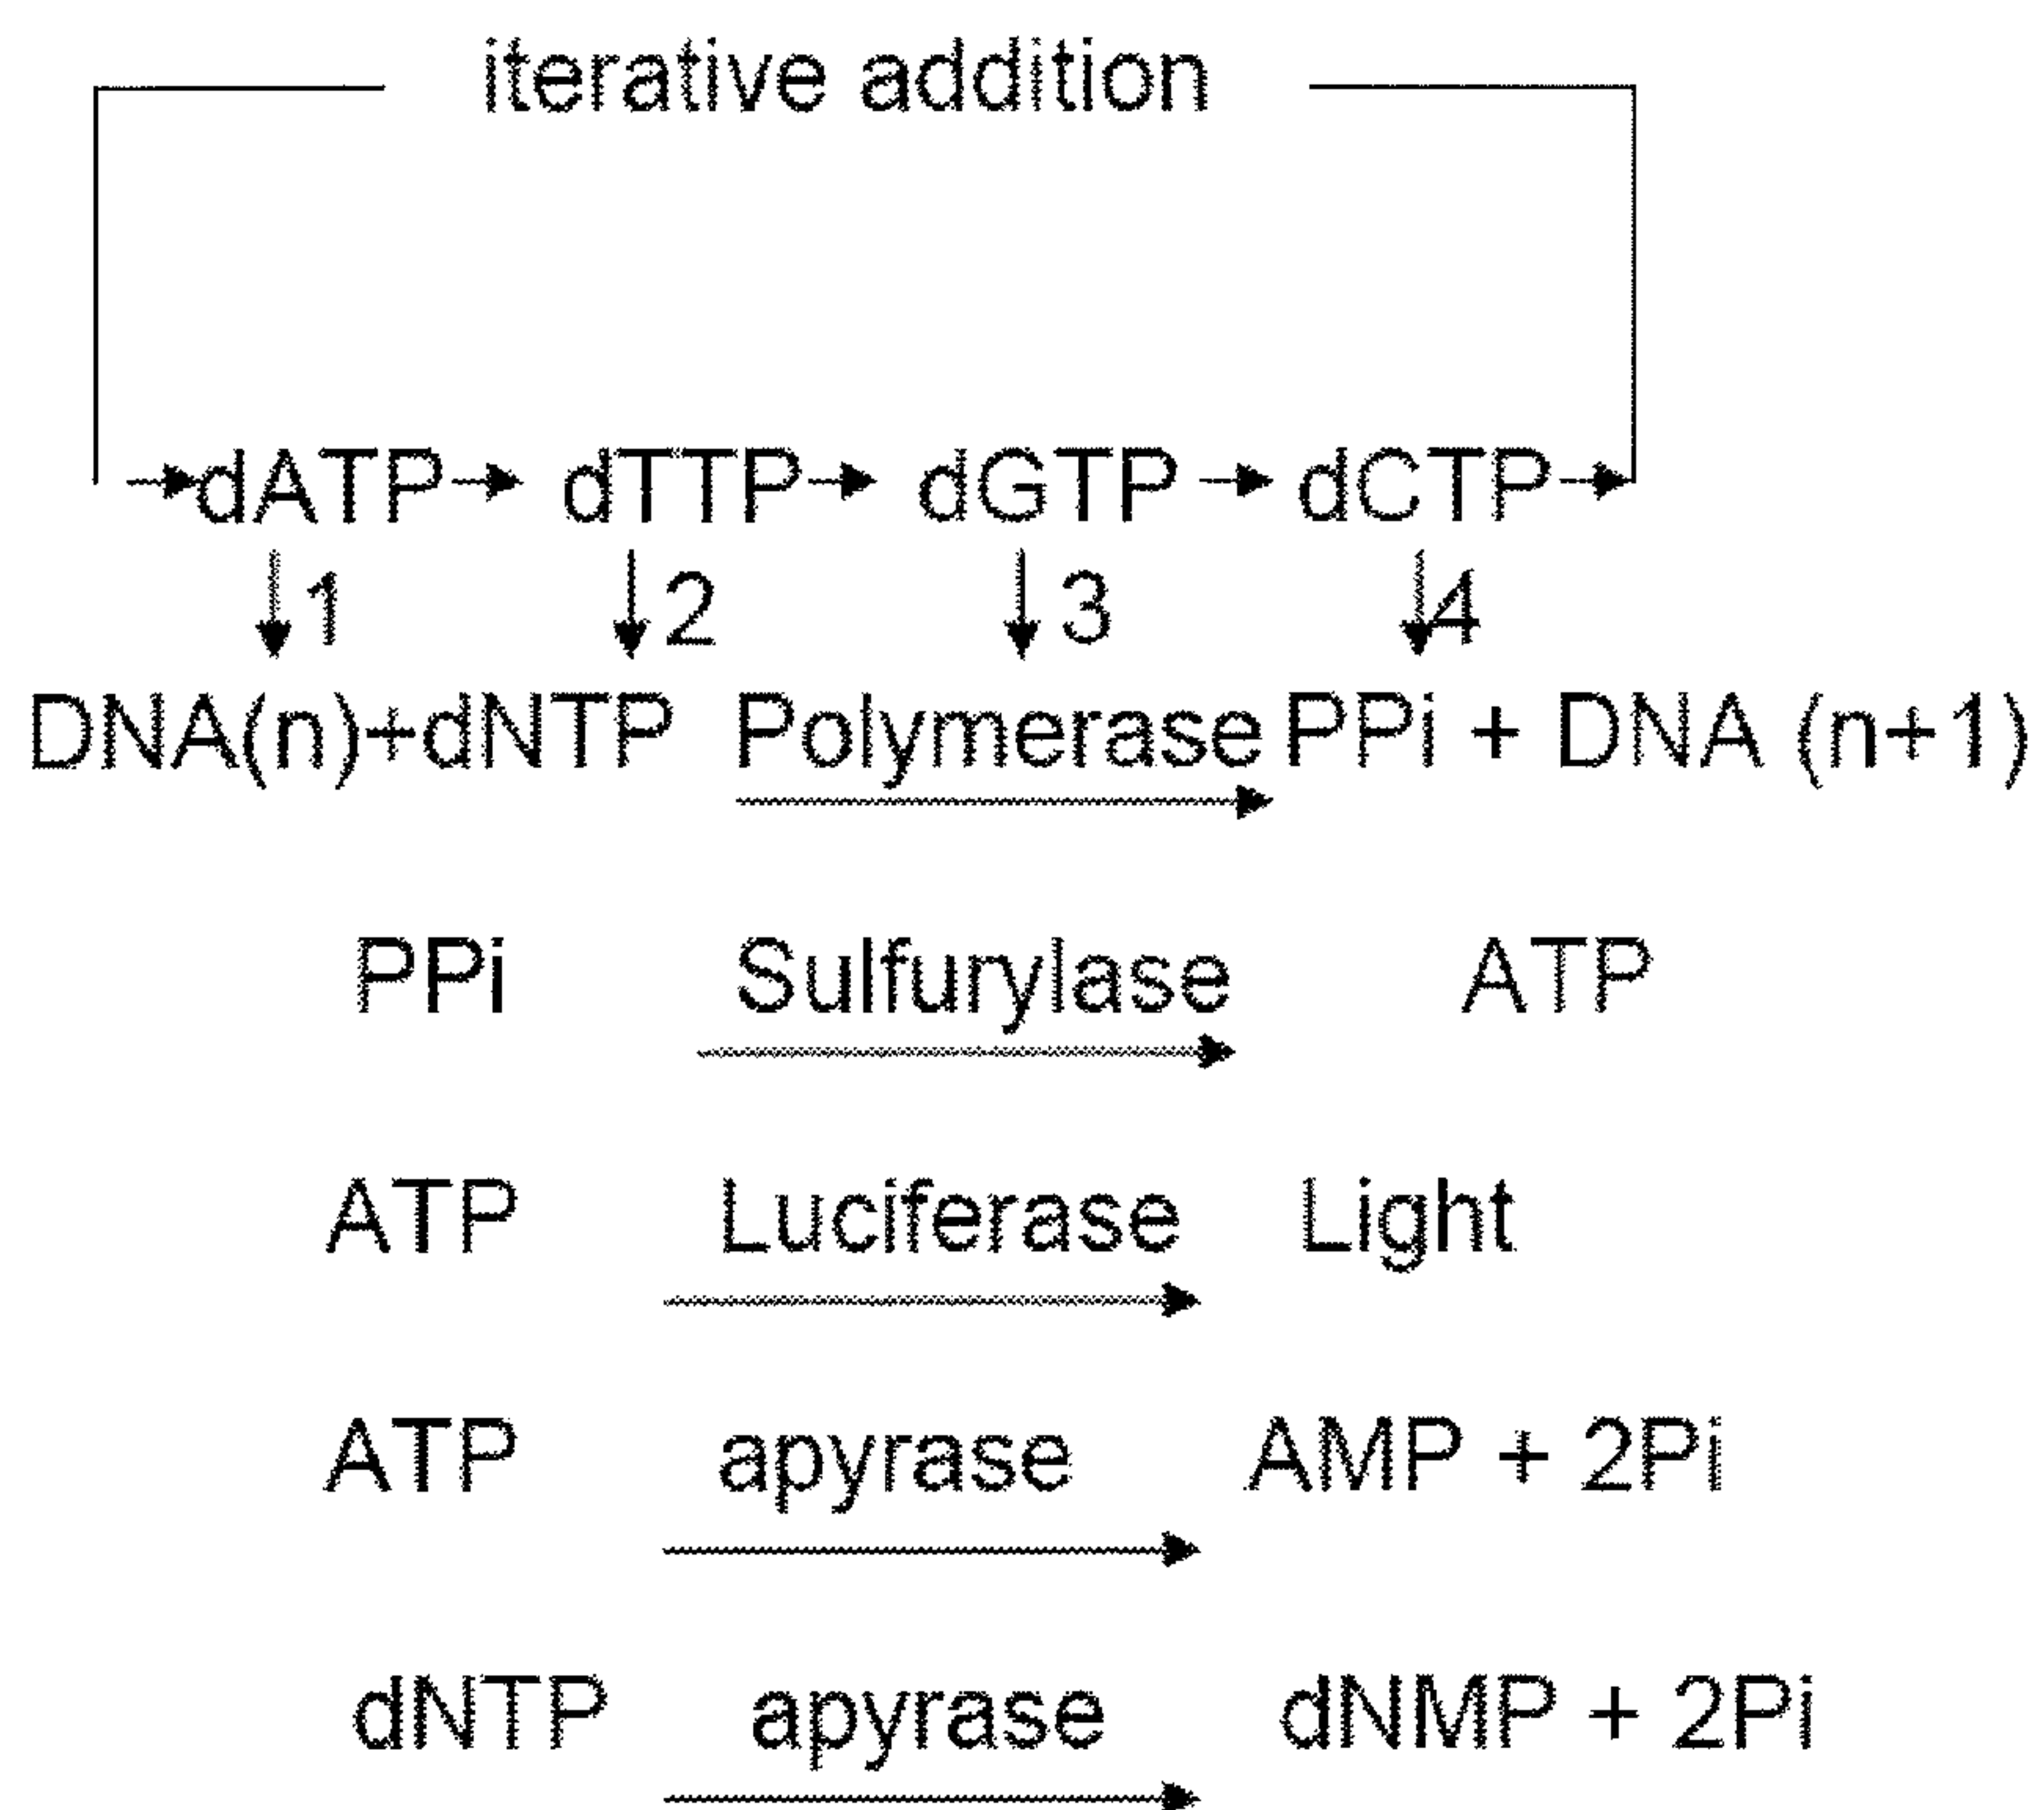 iterative addition
dATP dTTP dGTP dCTP
1 2 3 4
DNA(n)+dNTP Polymerase PPi + DNA (n+1)
PPi Sulfurylase ATP
ATP Luciferase Light
ATP apyrase AMP + 2Pi
dNTP apyrase dNMP + 2Pi